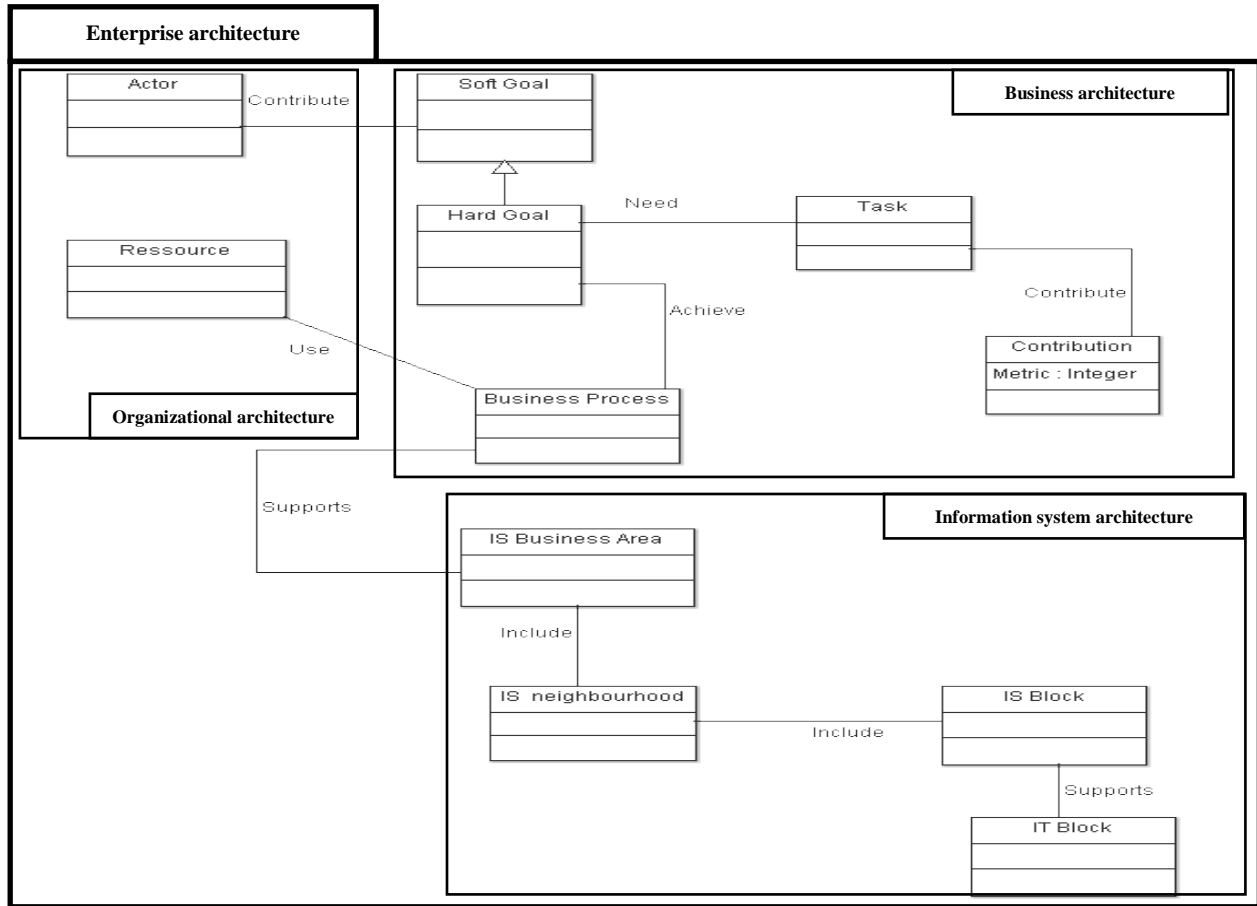 Enterprise architecture
Actor
Contribute
Soft Goal
Business architecture
Hard Goal
Need
Task
Ressource
Achieve
Contribute
Use
Contribution
Metric : Integer
Business Process
Organizational architecture
Supports
Information system architecture
IS Business Area
Include
IS neighbourhood
Include
IS Block
Supports
IT Block